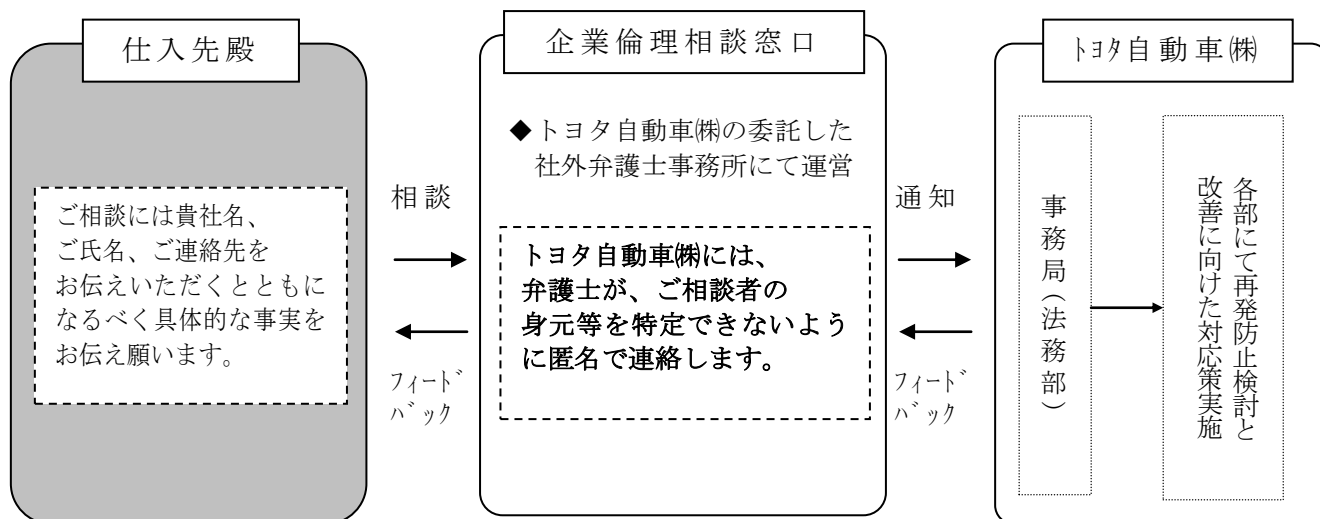 仕入先殿
ご相談には貴社名、
ご氏名、ご連絡先を
お伝えいただくとともに
なるべく具体的な事実を
お伝え願います。
相談
フィードﾞ
バック
企業倫理相談窓口
◆トヨタ自動車㈱の委託した
社外弁護士事務所にて運営
トヨタ自動車㈱には、
弁護士が、ご相談者の
身元等を特定できないよう
に匿名で連絡します。
通知
フィードﾞ
バック
ﾄﾖﾀ自動車㈱
事務局(法務部)
各部にて再発防止検討と
改善に向けた対応策実施